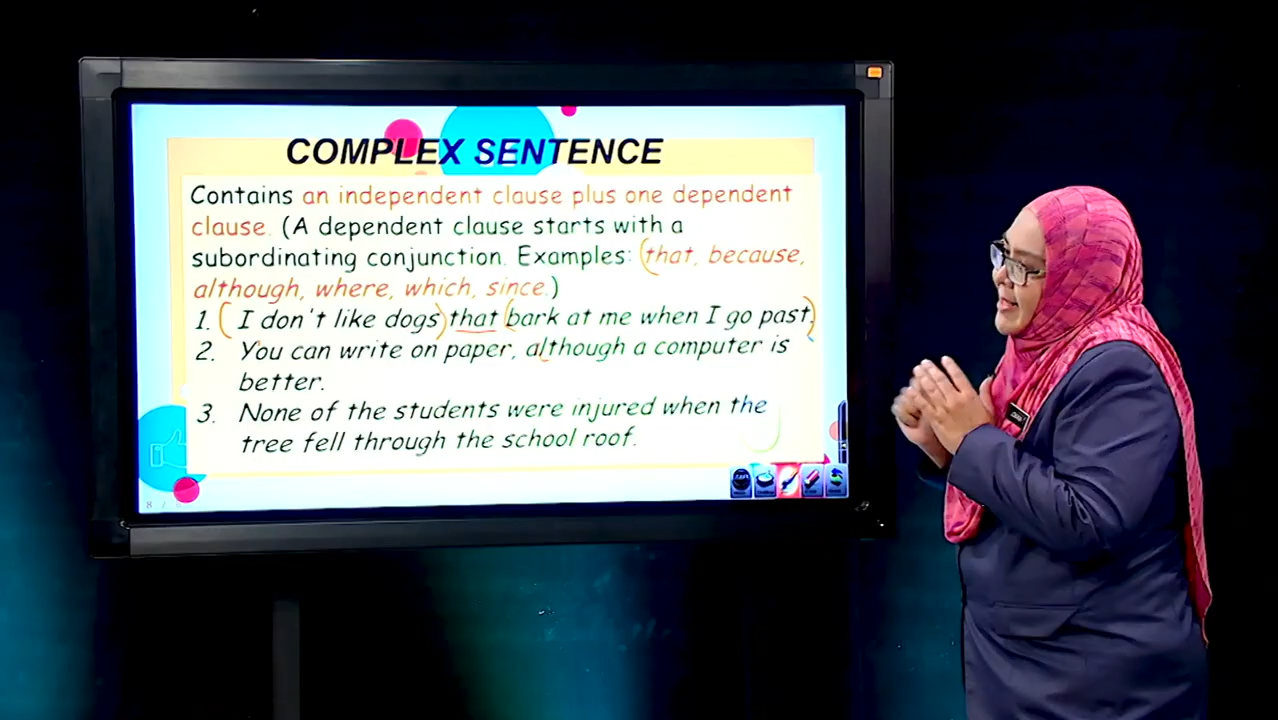 COMPLEX SENTENCE
Contains an independent clause plus one dependent
clause. (A dependent clause starts with a
subordinating conjunction. Examples: (that, because,
although, where, which, since.)
1. I don't like dogs that bark at me when I go past.
2. You can write on paper, although a computer is
better.
3. None of the students were injured when the
tree fell through the school roof.
8 /